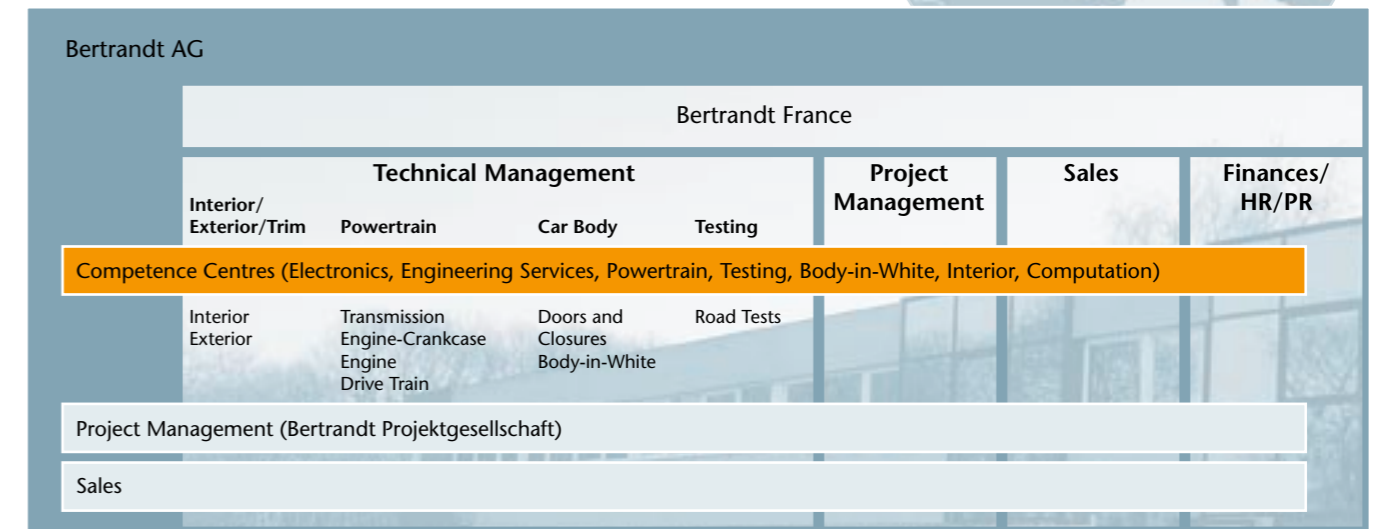 Bertrandt AG
Bertrandt France
Technical Management
Project
Management
Sales
Finances/
HR/PR
Interior/
Exterior/Trim
Powertrain
Car Body
Testing
Competence Centres (Electronics, Engineering Services, Powertrain, Testing, Body-in-White, Interior, Computation)
Interior
Exterior
Transmission
Engine-Crankcase
Engine
Drive Train
Doors and
Closures
Body-in-White
Road Tests
Project Management (Bertrandt Projektgesellschaft)
Sales